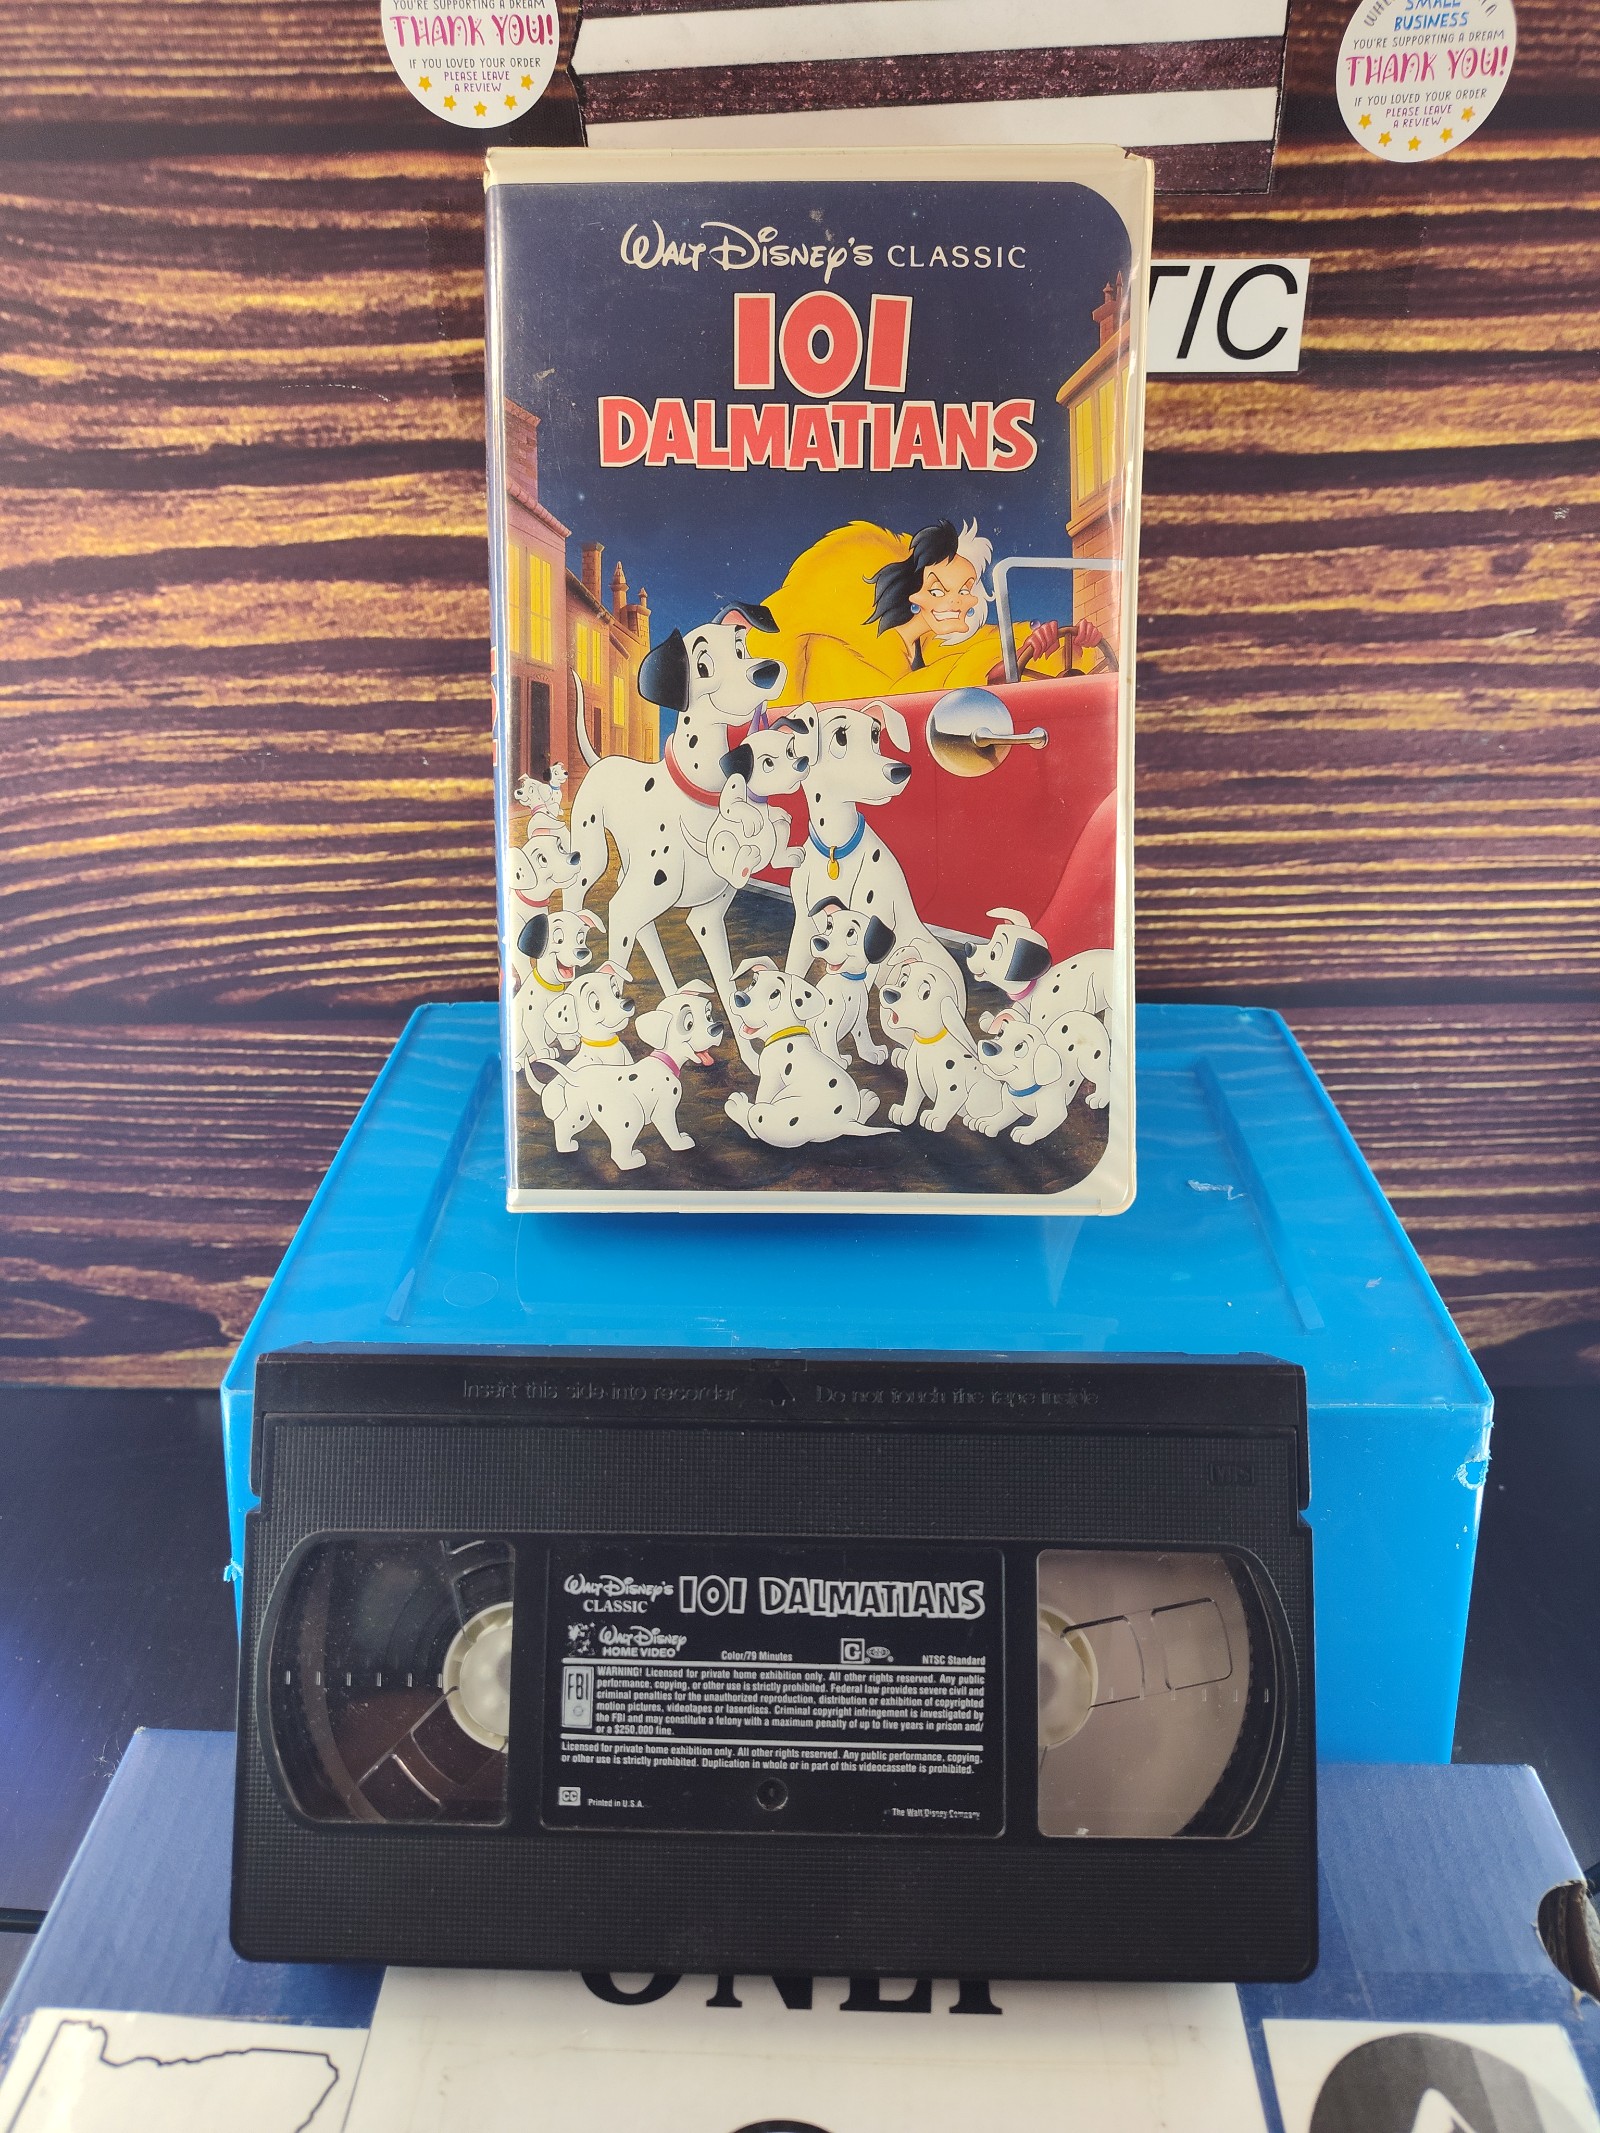 YOU'RE SUPPORTING A DREAM
THANK YOU!
IF YOU LOVED YOUR ORDER
PLEASE LEAVE
A REVIEW
SMALL
BUSINESS
YOU'RE SUPPORTING A DREAM
THANK YOU!
IF YOU LOVED YOUR ORDER
PLEASE LEAVE
A REVIEW
TIC
WALT DISNEY'S CLASSIC
101
DALMATIANS
Insert this side into recorder Do not touch the tape inside
VHS
WALT DISNEY'S
CLASSIC
101 DALMATIANS
WALT DISNEY
HOME VIDEO
Color/79 Minutes
G
NTSC Standard
FBI
WARNING! Licensed for private home exhibition only. All other rights reserved. Any public
performance, copying, or other use is strictly prohibited. Federal law provides severe civil and
criminal penalties for the unauthorized reproduction, distribution or exhibition of copyrighted
motion pictures, videotapes or laserdiscs. Criminal copyright infringement is investigated by
the FBI and may constitute a felony with a maximum penalty of up to five years in prison and/
or a $250,000 fine.
Licensed for private home exhibition only. All other rights reserved. Any public performance, copying,
or other use is strictly prohibited. Duplication in whole or in part of this videocassette is prohibited.
CC
Printed in U.S.A.
The Walt Disney Company
ONLY